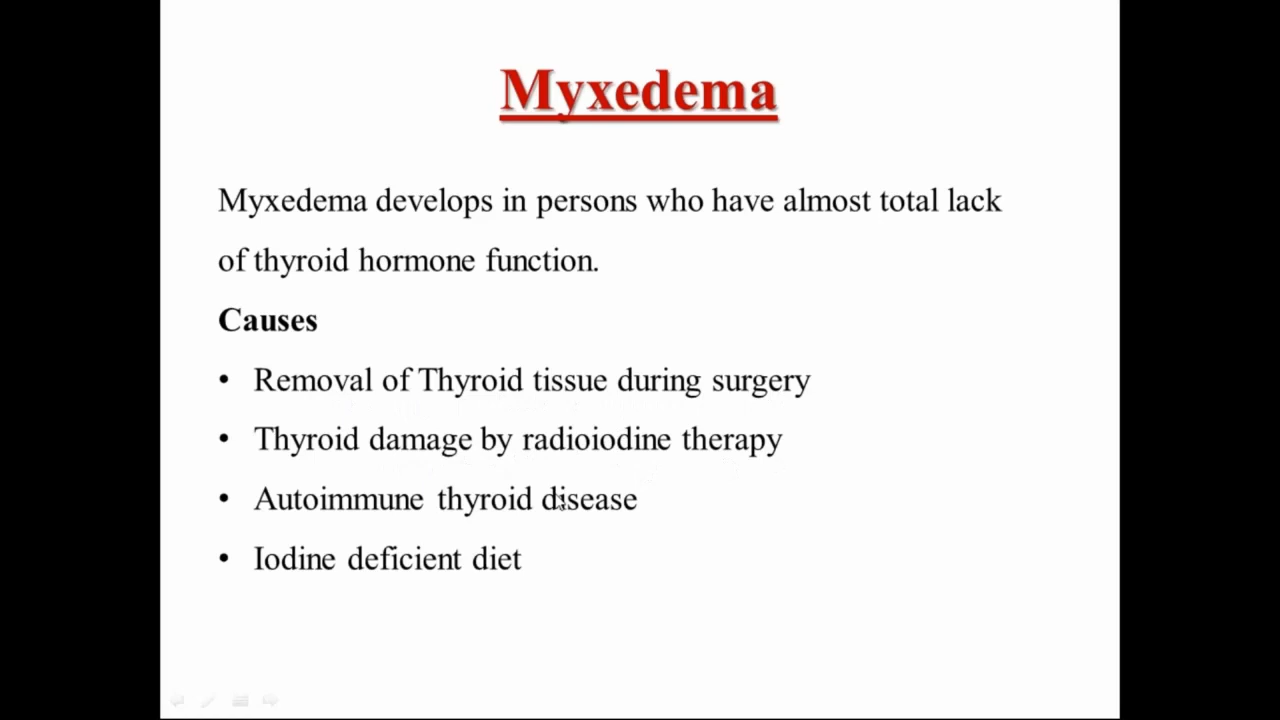 Myxedema
Myxedema develops in persons who have almost total lack
of thyroid hormone function.
Causes
• Removal of Thyroid tissue during surgery
• Thyroid damage by radioiodine therapy
• Autoimmune thyroid disease
• Iodine deficient diet